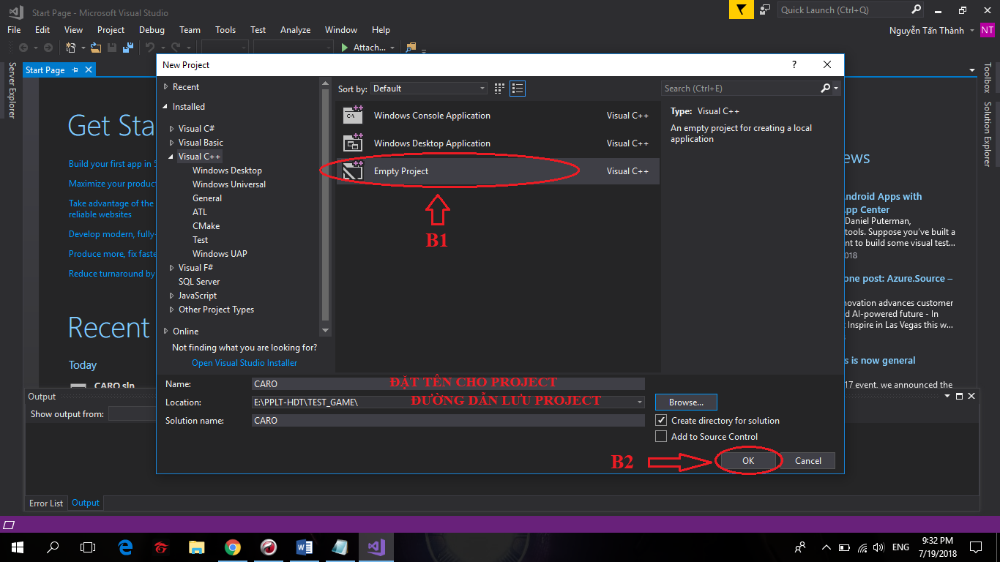 Start Page - Microsoft Visual Studio
Quick Launch (Ctrl+Q)
File Edit View Project Debug Team Tools Test Analyze Window Help
Nguyễn Tấn Thành NT
Attach...
Server Explorer
Start Page
Toolbox
Solution Explorer
Get Sta
Build your first app in 5
Maximize your produc
Take advantage of the
reliable websites
Develop modern, fully-
Produce more, fix faste
Reduce turnaround by
Recent
Today
CARO.sln
New Project
?
Recent
Installed
Visual C#
Visual Basic
Visual C++
Windows Desktop
Windows Universal
General
ATL
CMake
Test
Windows UAP
Visual F#
SQL Server
JavaScript
Other Project Types
Online
Not finding what you are looking for?
Open Visual Studio Installer
Sort by: Default
Windows Console Application Visual C++
Windows Desktop Application Visual C++
Empty Project Visual C++
B1
Search (Ctrl+E)
Type: Visual C++
An empty project for creating a local
application
Name: CARO ĐẶT TÊN CHO PROJECT
Location: E:\PPLT-HDT\TEST_GAME\ ĐƯỜNG DẪN LƯU PROJECT
Browse...
Solution name: CARO
Create directory for solution
Add to Source Control
B2
OK Cancel
ews
ndroid Apps with
pp Center
Daniel Puterman,
tools. Suppose you've built a
nt to build some visual test...
018
one post: Azure.Source –
novation advances customer
d AI-powered future - In
t Inspire in Las Vegas this w...
s is now general
17 event, we announced the
Output
Show output from:
Error List Output
ENG
9:32 PM
7/19/2018